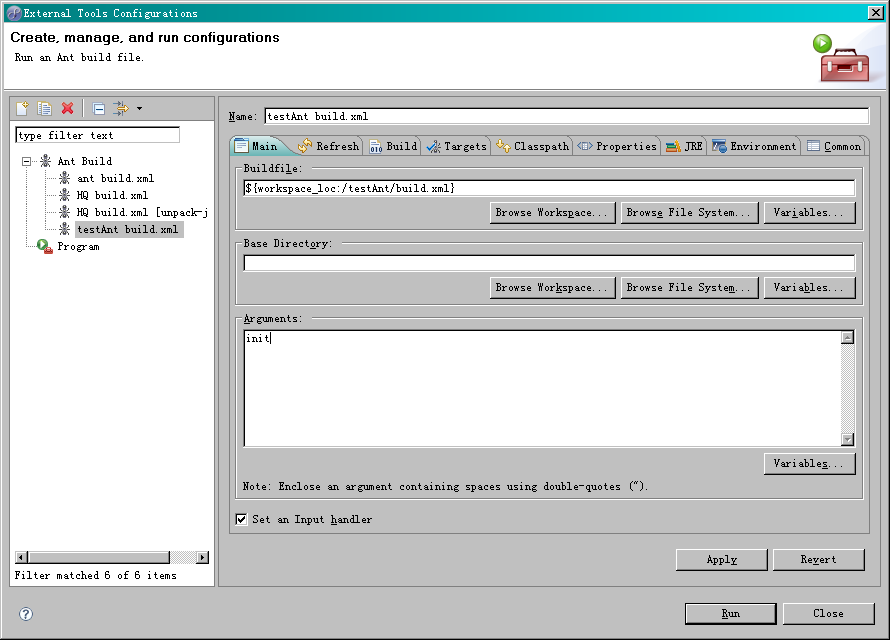 External Tools Configurations
Create, manage, and run configurations
Run an Ant build file.
type filter text
Ant Build
ant build.xml
HQ build.xml
HQ build.xml [unpack-j
testAnt build.xml
Program
Filter matched 6 of 6 items
Name: testAnt build.xml
Main Refresh Build Targets Classpath Properties JRE Environment Common
Buildfile:
${workspace_loc:/testAnt/build.xml}
Browse Workspace... Browse File System... Variables...
Base Directory:
Browse Workspace... Browse File System... Variables...
Arguments:
init
Variables...
Note: Enclose an argument containing spaces using double-quotes (").
Set an Input handler
Apply Revert
Run Close